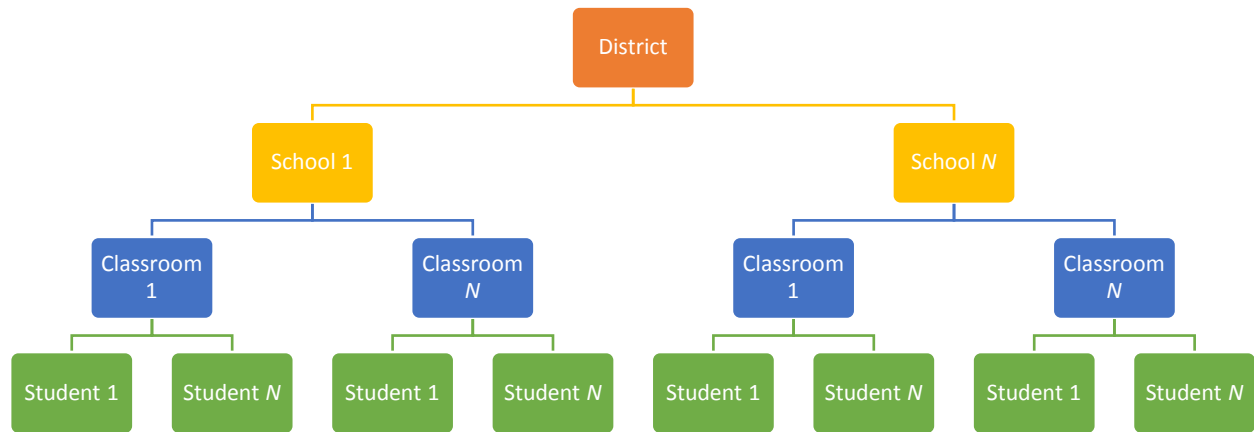 District
School 1
School N
Classroom
1
Classroom
N
Classroom
1
Classroom
N
Student 1
Student N
Student 1
Student N
Student 1
Student N
Student 1
Student N